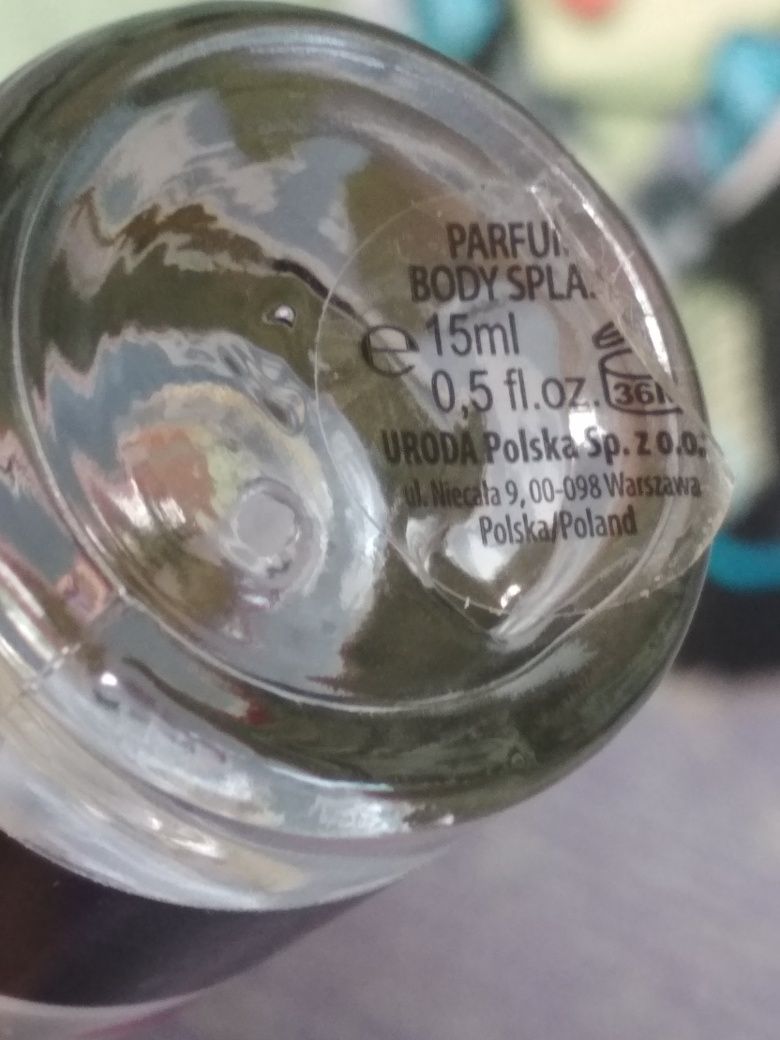 PARFU
BODY SPLA
e 15ml
0,5 fl.oz. 36
URODA Polska Sp. z o.o.
ul. Niecała 9, 00-098 Warszawa
Polska/Poland